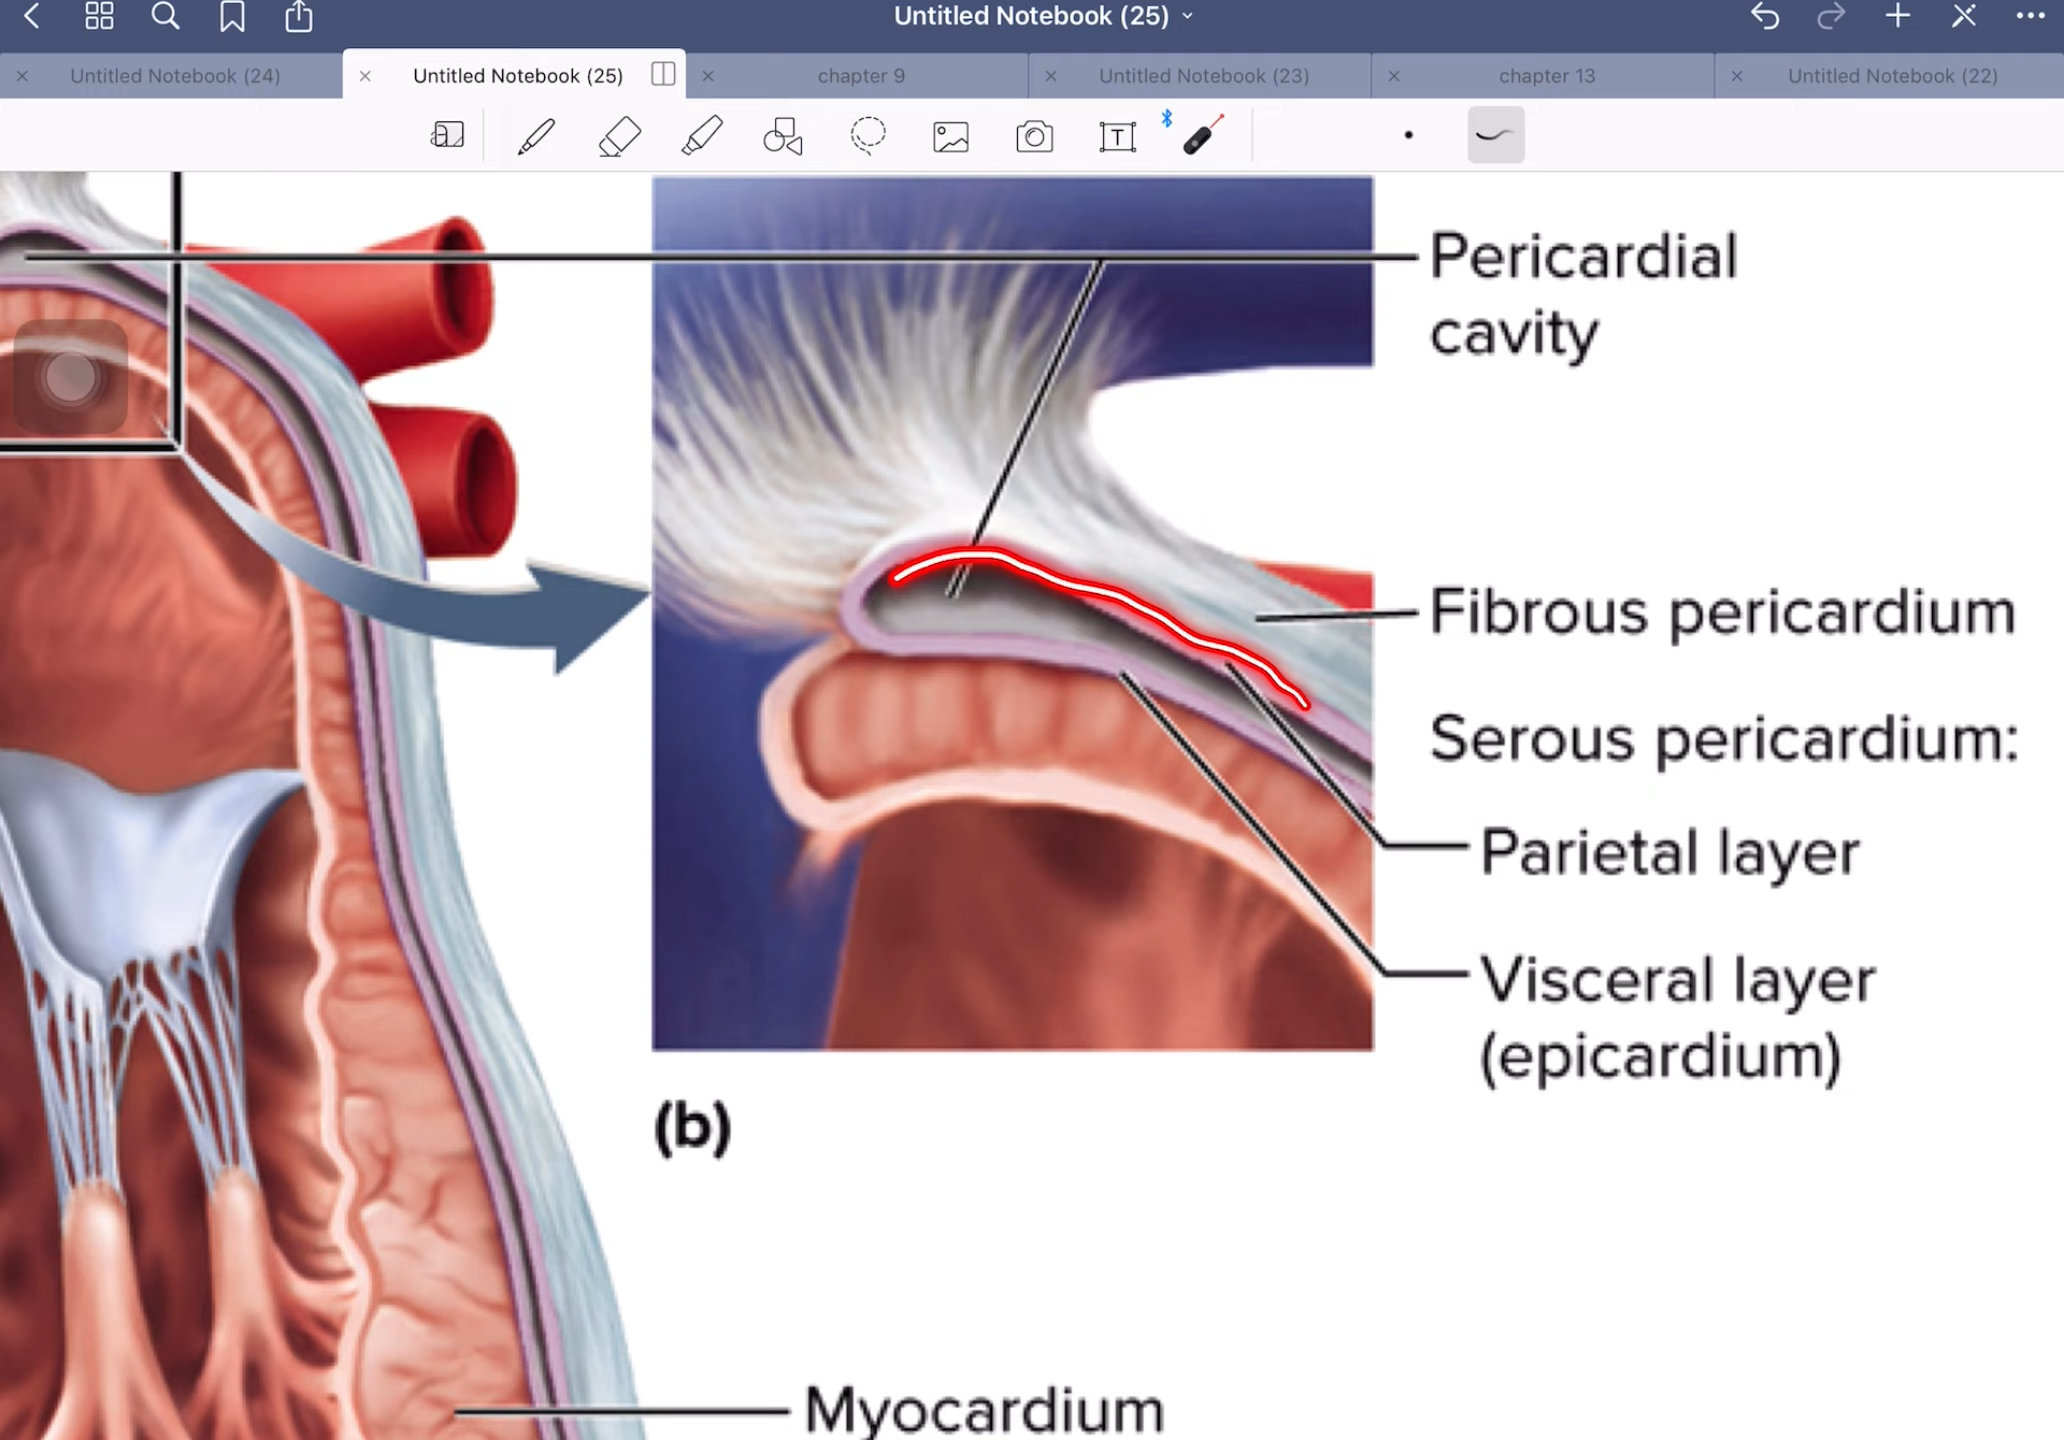 Untitled Notebook (25)
Untitled Notebook (24)
Untitled Notebook (25)
chapter 9
Untitled Notebook (23)
chapter 13
Untitled Notebook (22)
a
T
Pericardial
cavity
Fibrous pericardium
Serous pericardium:
Parietal layer
Visceral layer
(epicardium)
(b)
Myocardium